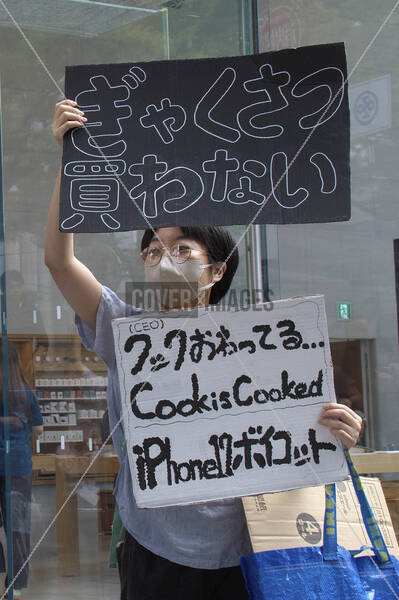 ぎゃくさつ
買わない
COVER IMAGES
(CEO)
クックおわってる...
Cook is Cooked
iPhone17ボイコット